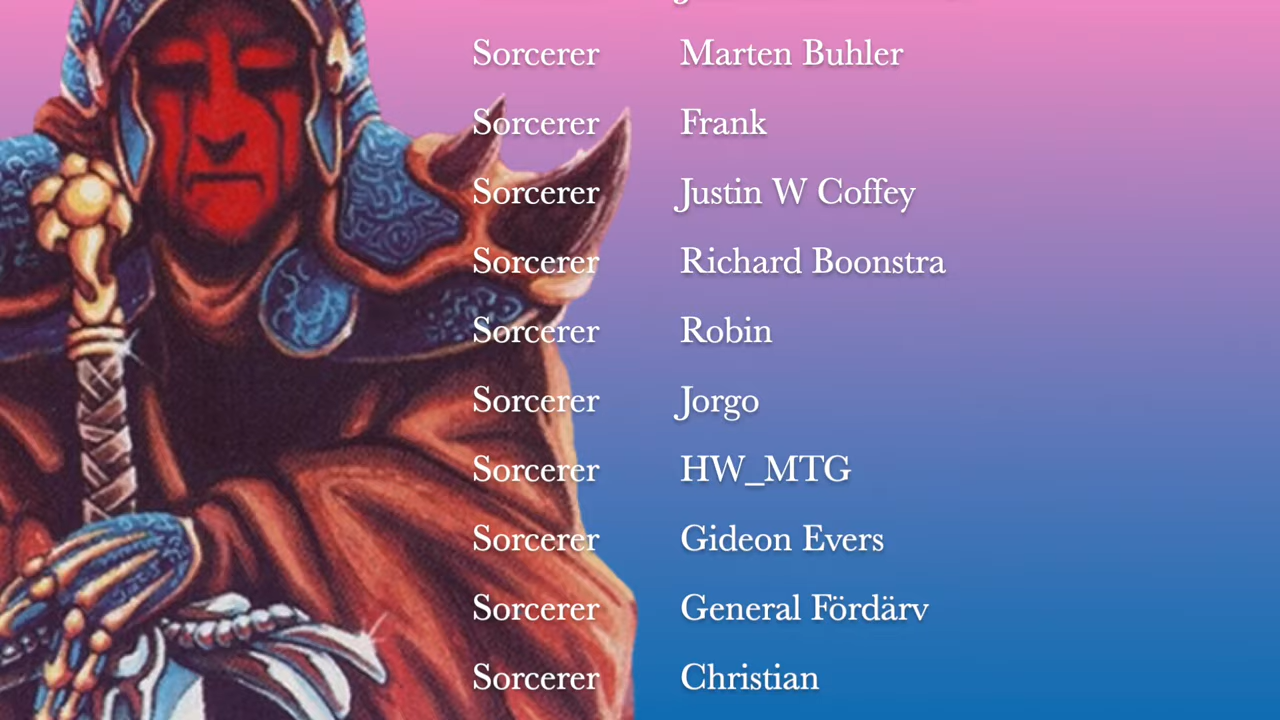 Sorcerer Marten Buhler
Sorcerer Frank
Sorcerer Justin W Coffey
Sorcerer Richard Boonstra
Sorcerer Robin
Sorcerer Jorgo
Sorcerer HW_MTG
Sorcerer Gideon Evers
Sorcerer General Fördärv
Sorcerer Christian